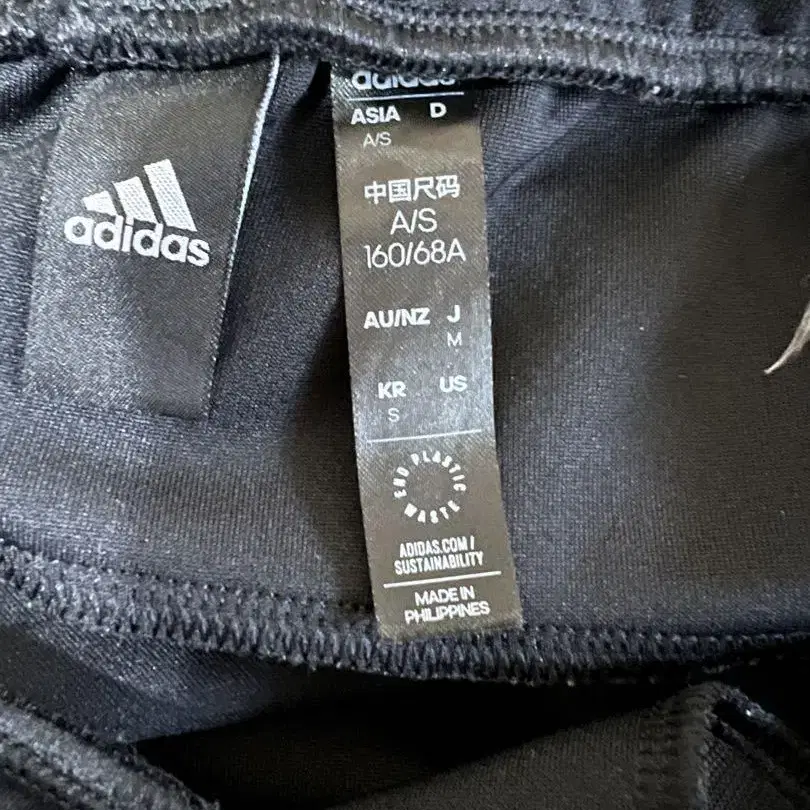 adidas
adidas
ASIA D
A/S
中国尺码
A/S
160/68A
AU/NZ J
M
KR US
S
END PLASTIC WASTE
ADIDAS.COM/
SUSTAINABILITY
MADE IN
PHILIPPINES